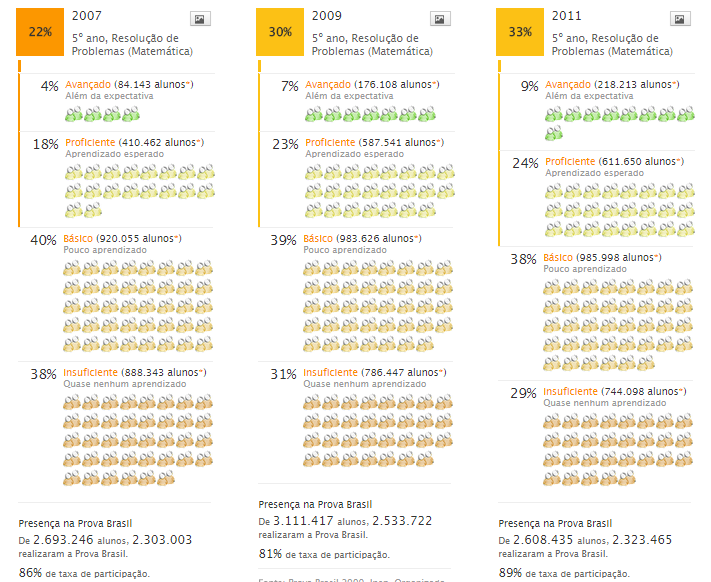 22%
2007
5º ano, Resolução de
Problemas (Matemática)
4% Avançado (84.143 alunos*)
Além da expectativa
18% Proficiente (410.462 alunos*)
Aprendizado esperado
40% Básico (920.055 alunos*)
Pouco aprendizado
38% Insuficiente (888.343 alunos*)
Quase nenhum aprendizado
Presença na Prova Brasil
De 2.693.246 alunos, 2.303.003
realizaram a Prova Brasil.
86% de taxa de participação.
30%
2009
5º ano, Resolução de
Problemas (Matemática)
7% Avançado (176.108 alunos*)
Além da expectativa
23% Proficiente (587.541 alunos*)
Aprendizado esperado
39% Básico (983.626 alunos*)
Pouco aprendizado
31% Insuficiente (786.447 alunos*)
Quase nenhum aprendizado
Presença na Prova Brasil
De 3.111.417 alunos, 2.533.722
realizaram a Prova Brasil.
81% de taxa de participação.
Fonte: Prova Brasil 2009, Inep. Organizado
33%
2011
5º ano, Resolução de
Problemas (Matemática)
9% Avançado (218.213 alunos*)
Além da expectativa
24% Proficiente (611.650 alunos*)
Aprendizado esperado
38% Básico (985.998 alunos*)
Pouco aprendizado
29% Insuficiente (744.098 alunos*)
Quase nenhum aprendizado
Presença na Prova Brasil
De 2.608.435 alunos, 2.323.465
realizaram a Prova Brasil.
89% de taxa de participação.